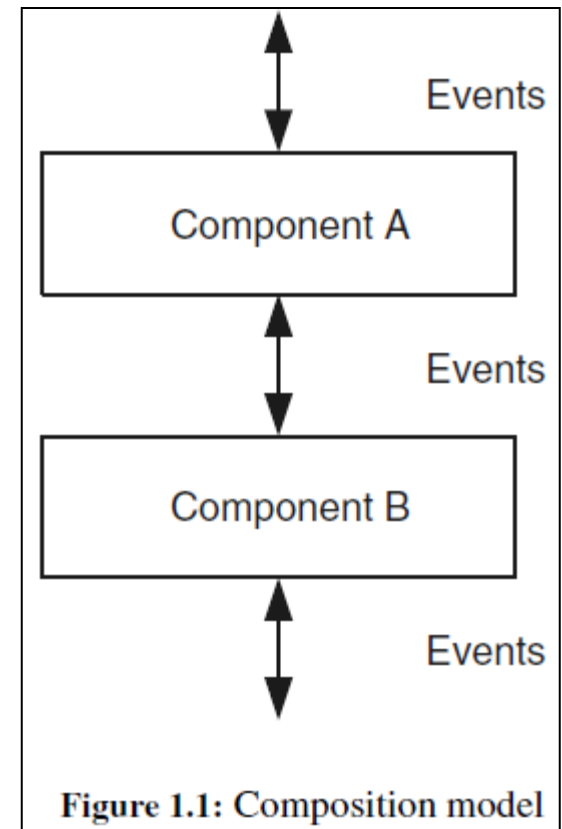 Events
Component A
Events
Component B
Events
Figure 1.1: Composition model